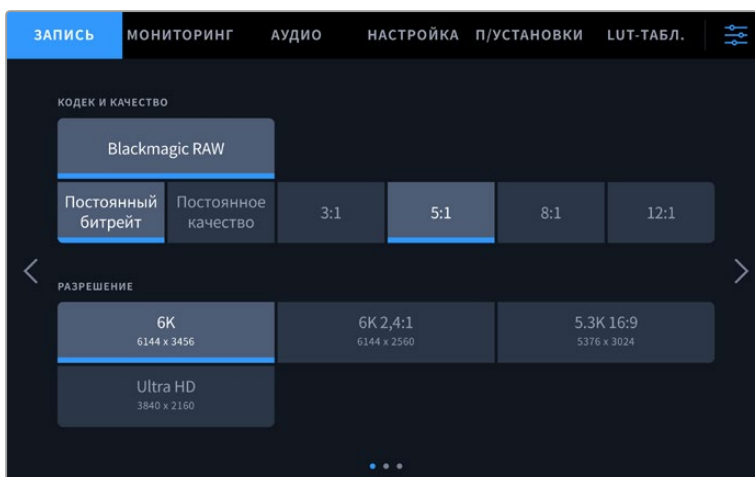 ЗАПИСЬ МОНИТОРИНГ АУДИО НАСТРОЙКА П/УСТАНОВКИ LUT-ТАБЛ.
КОДЕК И КАЧЕСТВО
Blackmagic RAW
Постоянный битрейт Постоянное качество 3:1 5:1 8:1 12:1
РАЗРЕШЕНИЕ
6K 6K 2,4:1 5.3K 16:9
6144 x 3456 6144 x 2560 5376 x 3024
Ultra HD
3840 x 2160